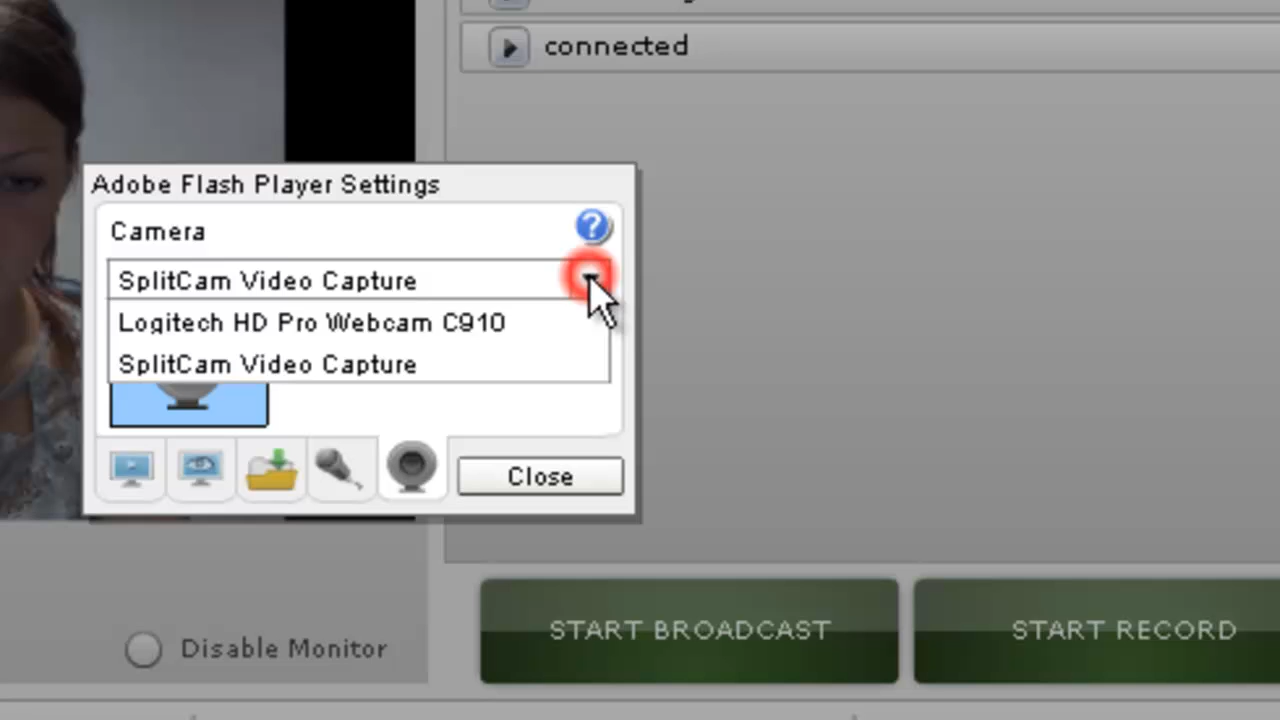 connected
Adobe Flash Player Settings
Camera
?
SplitCam Video Capture
Logitech HD Pro Webcam C910
SplitCam Video Capture
Close
START BROADCAST
START RECORD
Disable Monitor